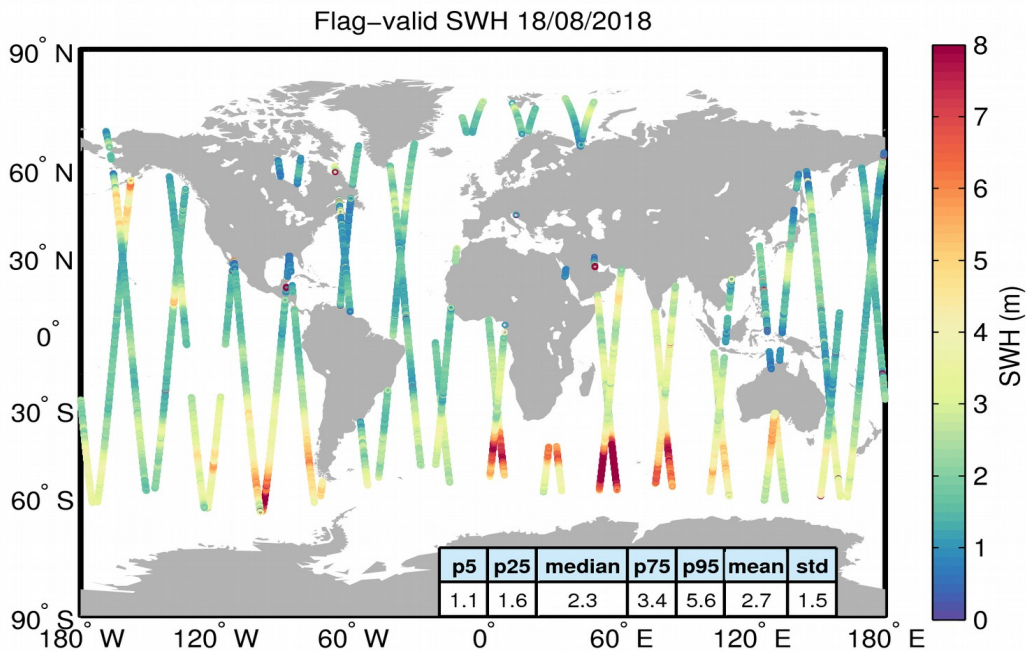 Flag−valid SWH 18/08/2018
90° N
60° N
30° N
0°
30° S
60° S
90° S
180° W
120° W
60° W
0°
60° E
120° E
180° E
p5 p25 median p75 p95 mean std
1.1 1.6 2.3 3.4 5.6 2.7 1.5
8
7
6
5
4
3
2
1
0
SWH (m)